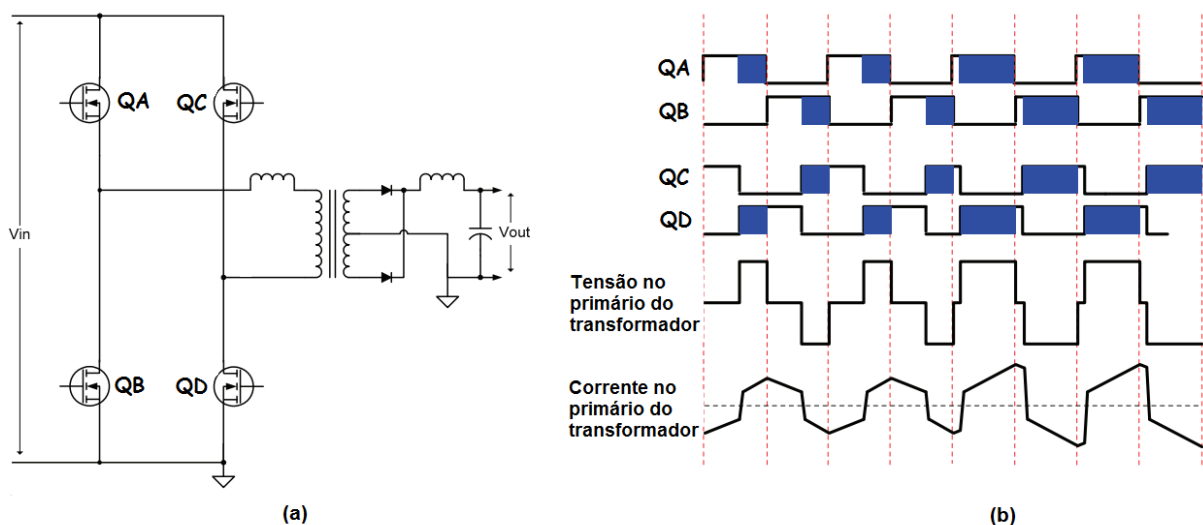 QA
QC
Vin
Vout
QB
QD
(a)
QA
QB
QC
QD
Tensão no
primário do
transformador
Corrente no
primário do
transformador
(b)